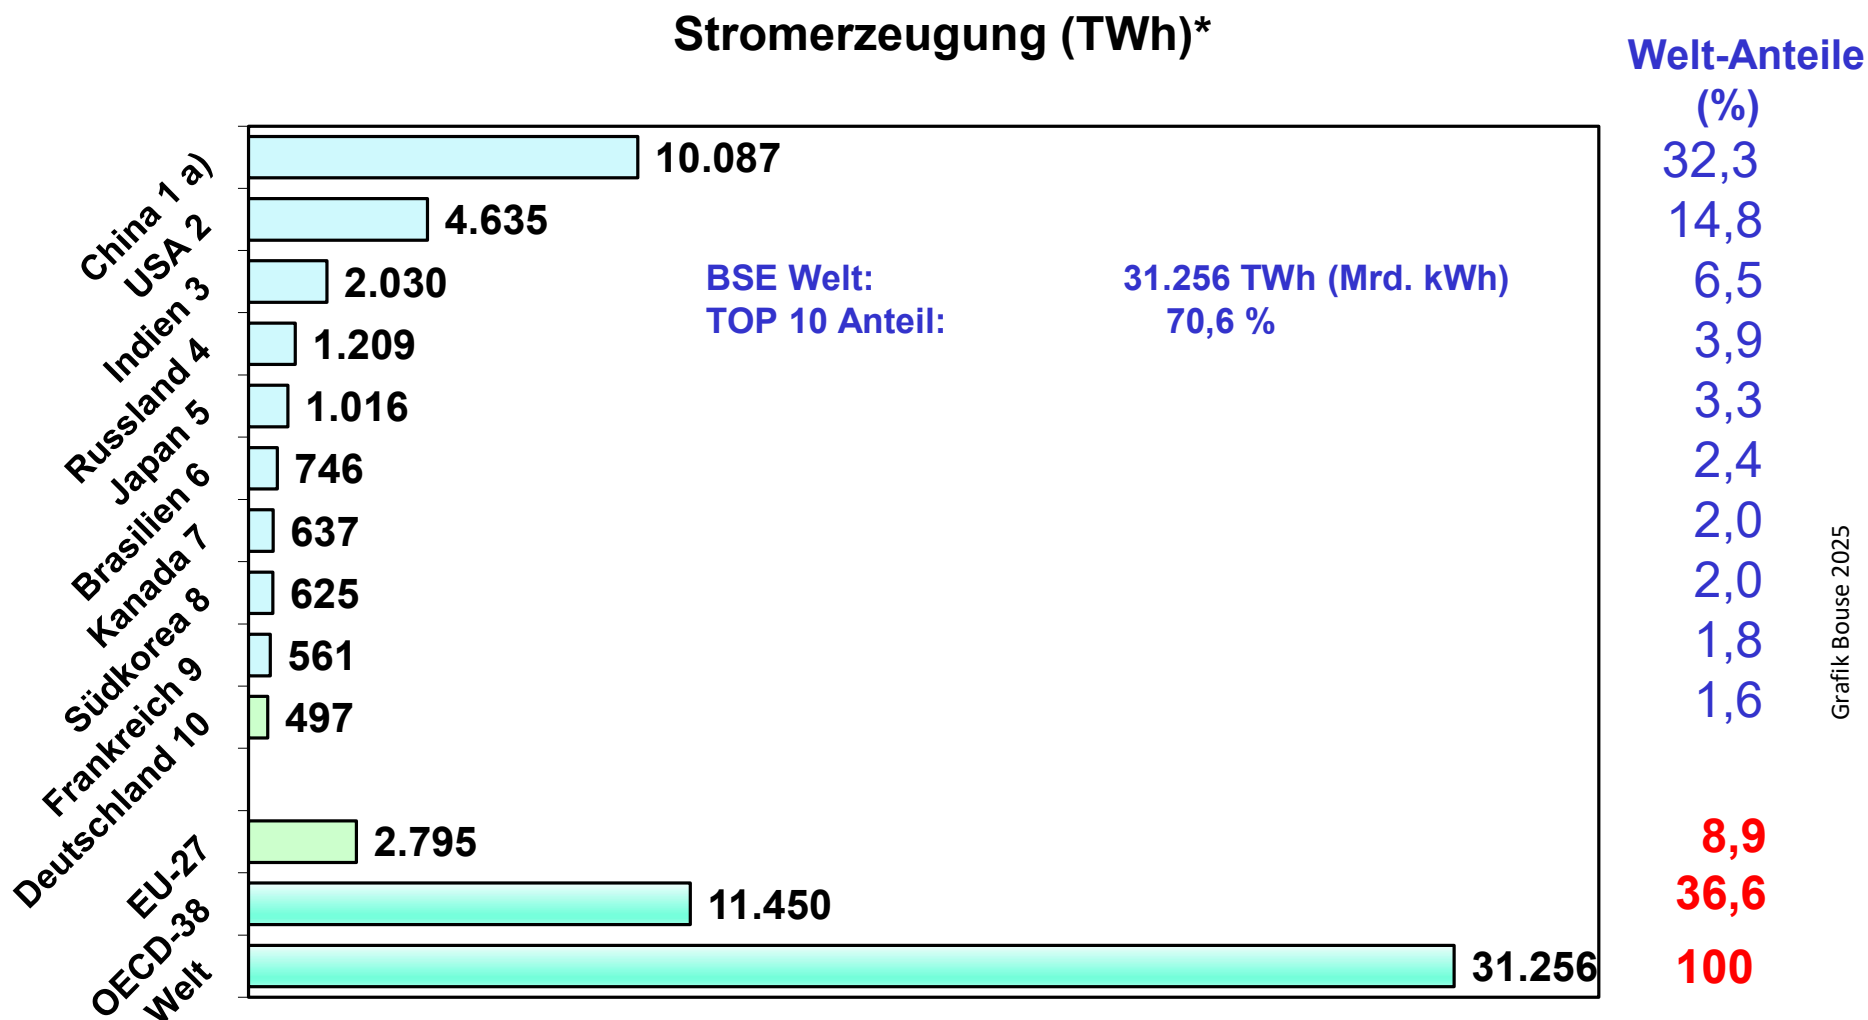 Stromerzeugung (TWh)*
Welt-Anteile
(%)
China 1 a) 10.087 32,3
USA 2 4.635 14,8
Indien 3 2.030 6,5
BSE Welt: 31.256 TWh (Mrd. kWh)
TOP 10 Anteil: 70,6 %
Russland 4 1.209 3,9
Japan 5 1.016 3,3
Brasilien 6 746 2,4
Kanada 7 637 2,0
Südkorea 8 625 2,0
Frankreich 9 561 1,8
Deutschland 10 497 1,6
EU-27 2.795 8,9
OECD-38 11.450 36,6
Welt 31.256 100
Grafik Bouse 2025